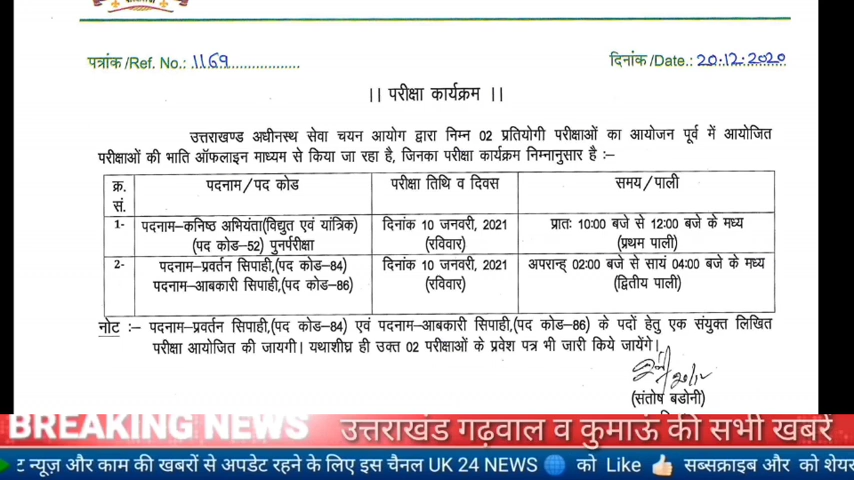 पत्रांक /Ref. No.: 1169
दिनांक /Date.: 20.12.2020
|| परीक्षा कार्यक्रम ||
उत्तराखण्ड अधीनस्थ सेवा चयन आयोग द्वारा निम्न 02 प्रतियोगी परीक्षाओं का आयोजन पूर्व में आयोजित
परीक्षाओं की भाति ऑफलाइन माध्यम से किया जा रहा है, जिनका परीक्षा कार्यक्रम निम्नानुसार है :–
क्र. सं. पदनाम/पद कोड परीक्षा तिथि व दिवस समय/पाली
1- पदनाम–कनिष्ठ अभियंता(विद्युत एवं यांत्रिक) दिनांक 10 जनवरी, 2021 प्रातः 10:00 बजे से 12:00 बजे के मध्य
(पद कोड–52) पुनर्परीक्षा (रविवार) (प्रथम पाली)
2- पदनाम–प्रवर्तन सिपाही,(पद कोड–84) दिनांक 10 जनवरी, 2021 अपरान्ह् 02:00 बजे से सायं 04:00 बजे के मध्य
पदनाम–आबकारी सिपाही,(पद कोड–86) (रविवार) (द्वितीय पाली)
नोट :– पदनाम–प्रवर्तन सिपाही,(पद कोड–84) एवं पदनाम–आबकारी सिपाही,(पद कोड–86) के पदों हेतु एक संयुक्त लिखित
परीक्षा आयोजित की जायगी। यथाशीघ्र ही उक्त 02 परीक्षाओं के प्रवेश पत्र भी जारी किये जायेंगे।
20/12
(संतोष बडोनी)
BREAKING NEWS उत्तराखंड गढ़वाल व कुमाऊं की सभी खबरें
न्यूज़ और काम की खबरों से अपडेट रहने के लिए इस चैनल UK 24 NEWS 🌐 को Like 👍🏻 सब्सक्राइब और को शेयर